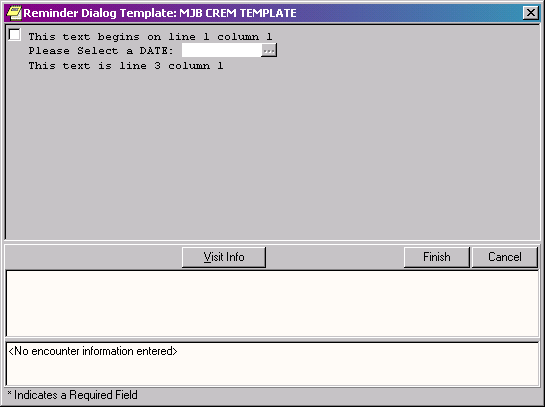 Reminder Dialog Template: MJB CREM TEMPLATE
This text begins on line 1 column 1
Please Select a DATE: ...
This text is line 3 column 1
Visit Info Finish Cancel
<No encounter information entered>
* Indicates a Required Field